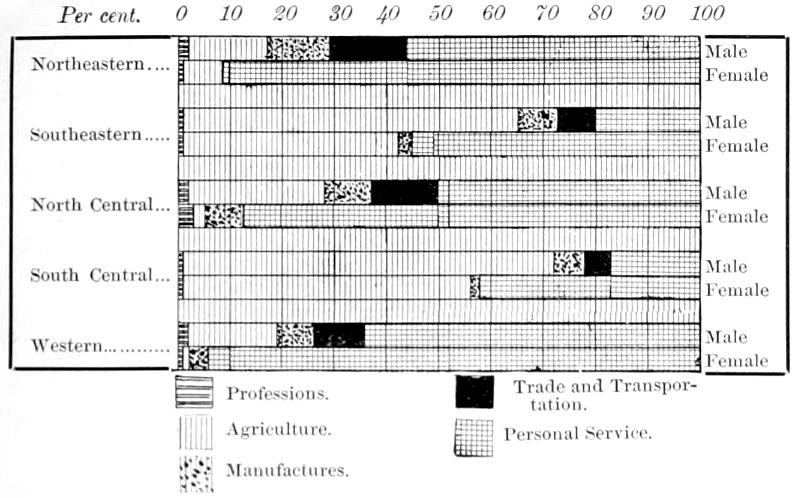 Per cent. 0 10 20 30 40 50 60 70 80 90 100
Northeastern.... Male
Female
Southeastern..... Male
Female
North Central... Male
Female
South Central... Male
Female
Western........... Male
Female
Professions. Trade and Transpor-
tation.
Agriculture. Personal Service.
Manufactures.